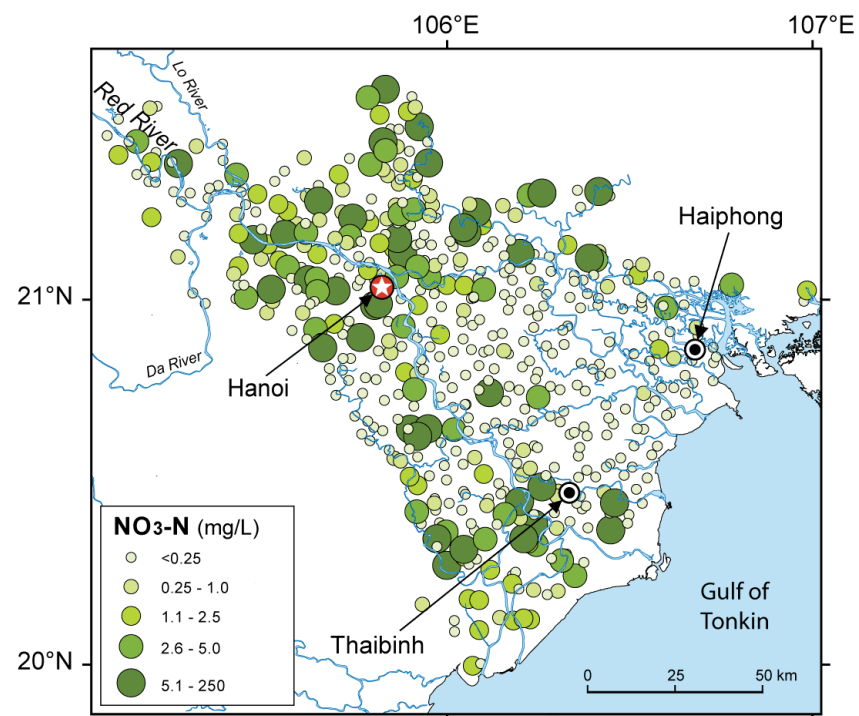 106°E
107°E
Lo River
Red River
Haiphong
21°N
Da River
Hanoi
NO3-N (mg/L)
<0.25
0.25 - 1.0
1.1 - 2.5
2.6 - 5.0
5.1 - 250
Gulf of
Tonkin
Thaibinh
20°N
0 25 50 km